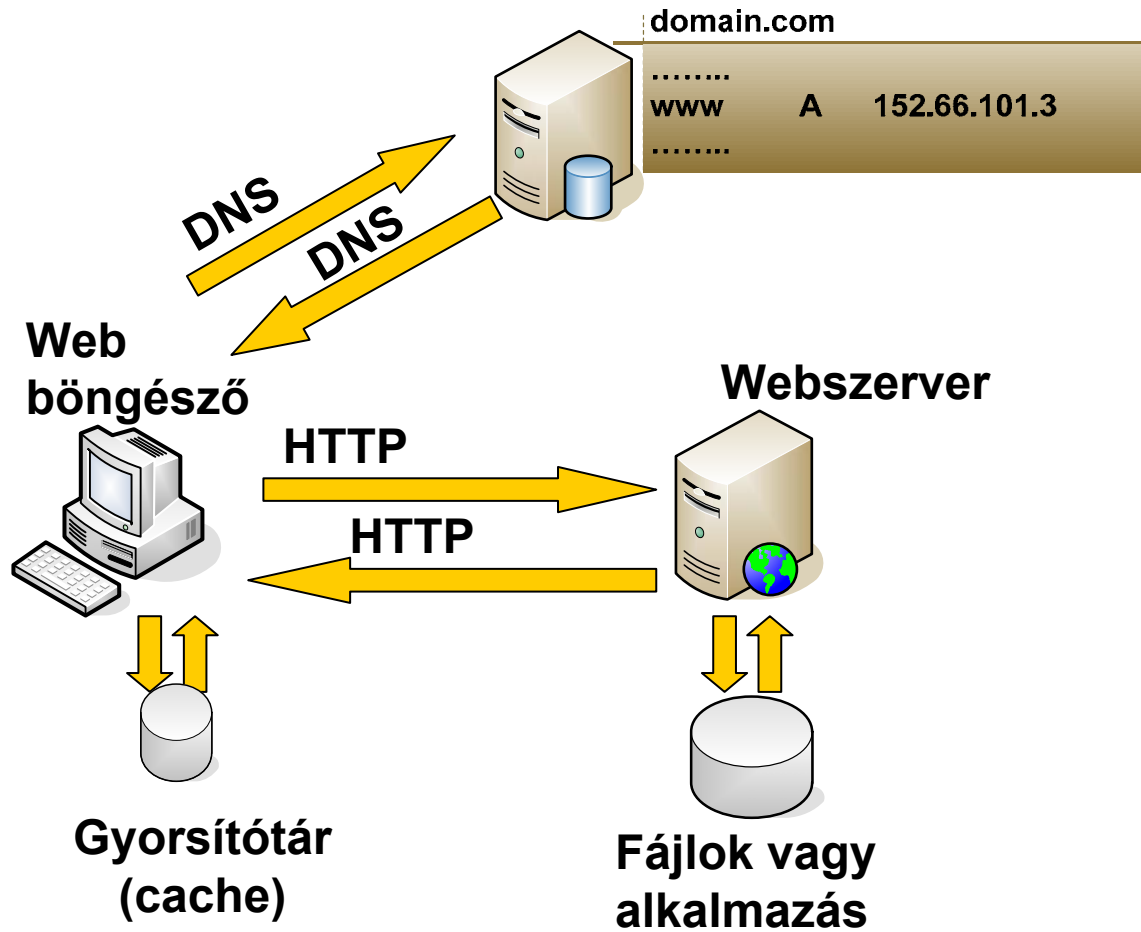 domain.com
........
www A 152.66.101.3
........
DNS
DNS
Web
böngésző
Webszerver
HTTP
HTTP
Gyorsítótár
(cache)
Fájlok vagy
alkalmazás